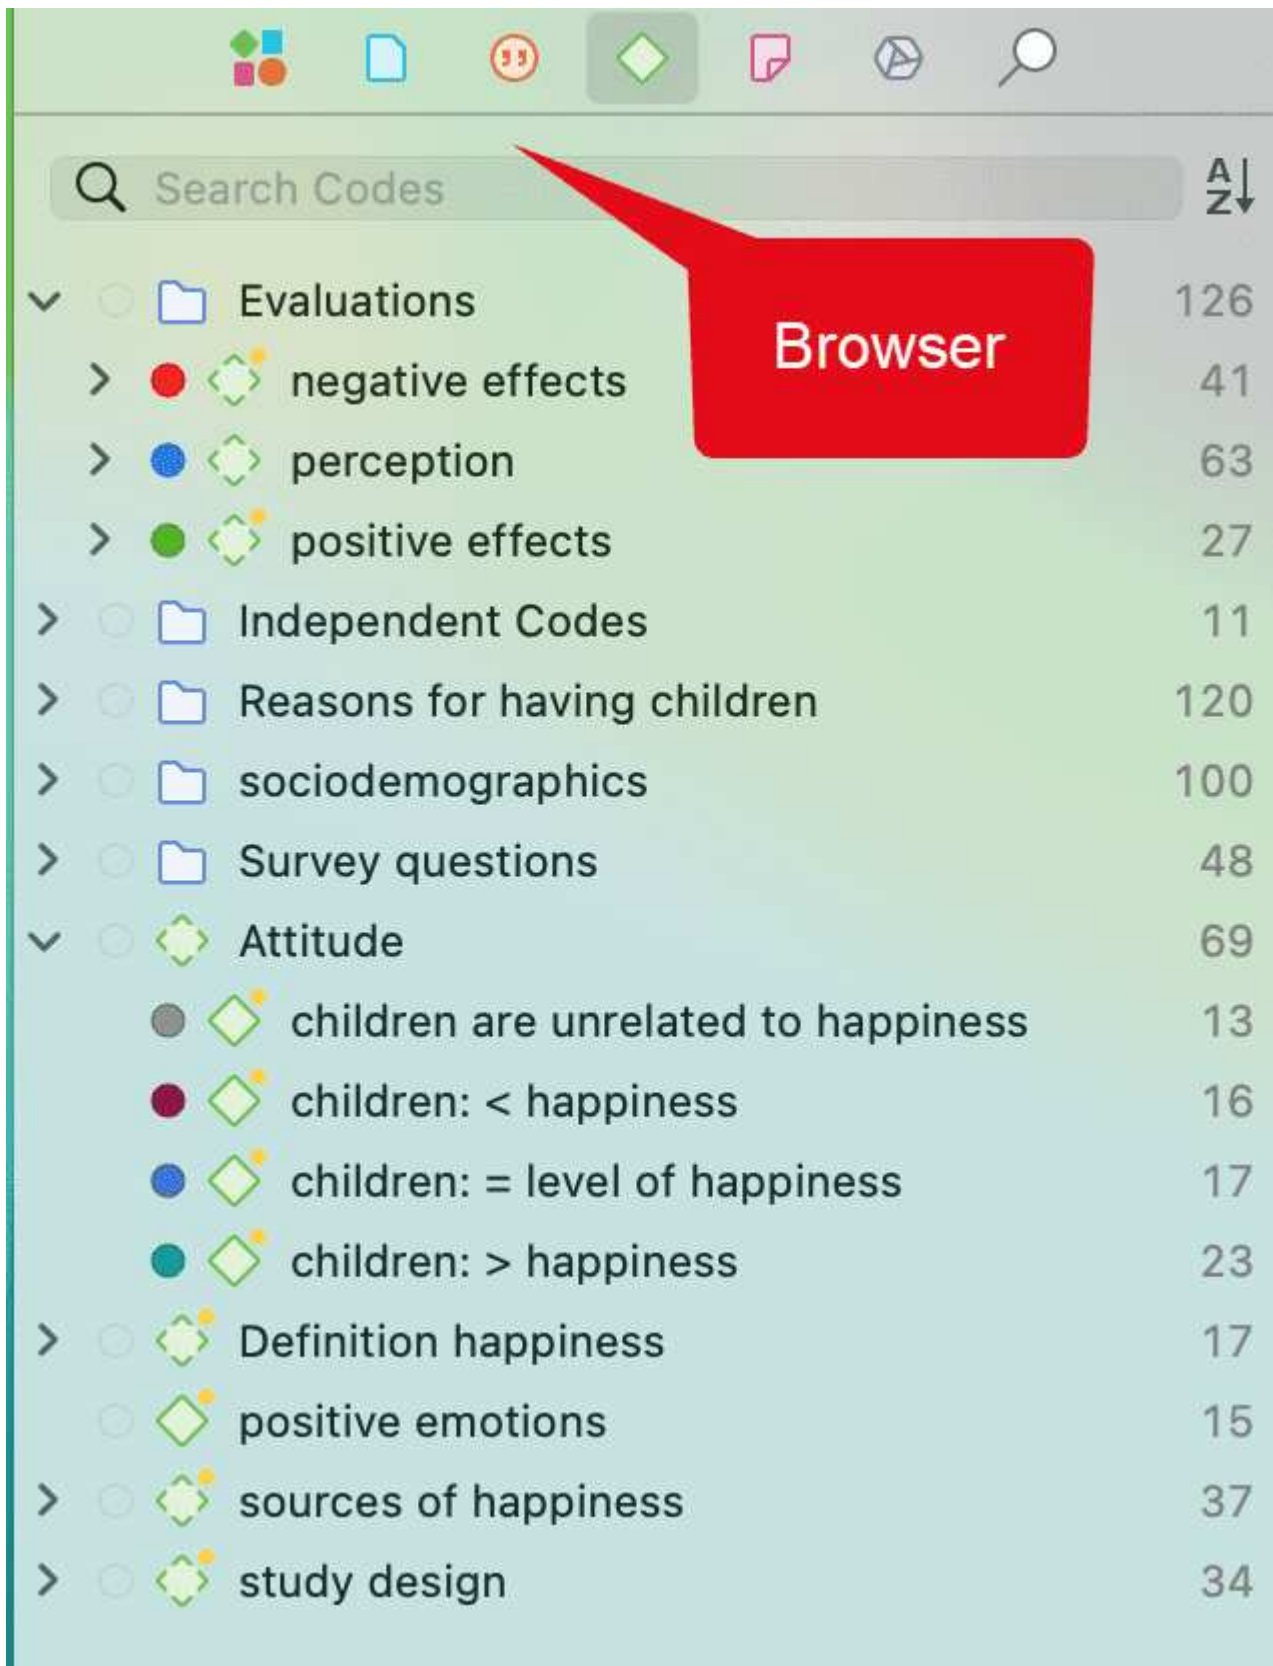 Search Codes
A
Z
Browser
Evaluations 126
negative effects 41
perception 63
positive effects 27
Independent Codes 11
Reasons for having children 120
sociodemographics 100
Survey questions 48
Attitude 69
children are unrelated to happiness 13
children: < happiness 16
children: = level of happiness 17
children: > happiness 23
Definition happiness 17
positive emotions 15
sources of happiness 37
study design 34